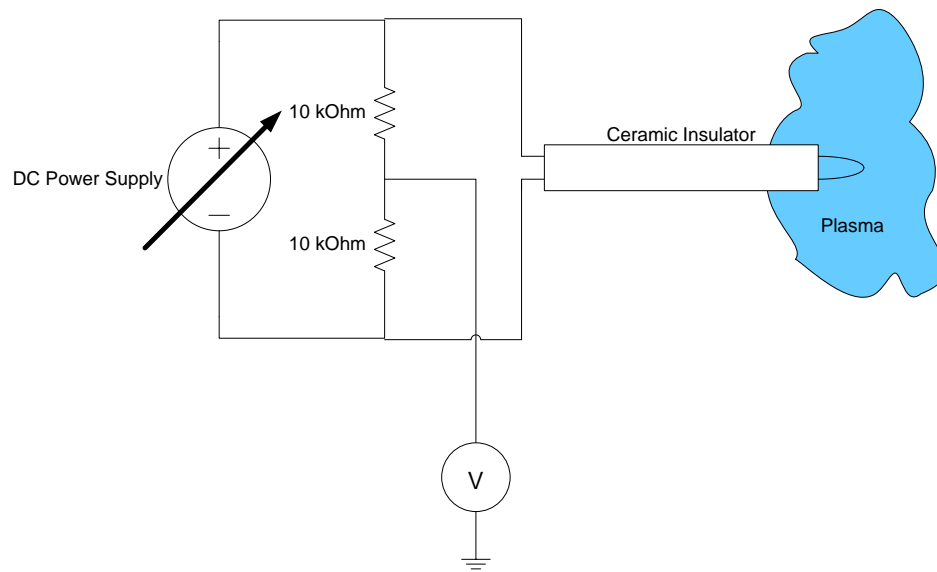 10 kOhm
Ceramic Insulator
+
DC Power Supply
−
Plasma
10 kOhm
V